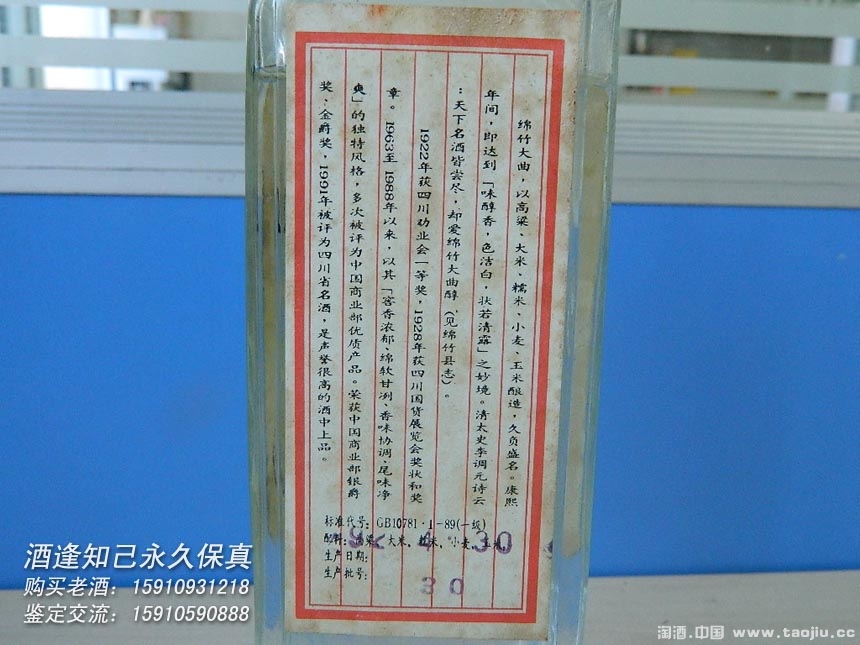 绵竹大曲，以高粱、大米、糯米、小麦、玉米酿造，久负盛名。康熙
年间，即达到「味醇香，色洁白，状若清露」之妙境。清太史李调元诗云
：天下名酒皆尝尽，却爱绵竹大曲醇，（见绵竹县志）。
1922年获四川劝业会一等奖，1928年获四川国货展览会奖状和奖
章。1963至1988年以来，以其「窖香浓郁、绵软甘冽、香味协调、尾味净
爽」的独特风格，多次被评为中国商业部优质产品。荣获中国商业部银爵
奖、金爵奖，1991年被评为四川省名酒，是声誉很高的酒中上品。
标准代号：GB10781·1-89(一级)
配料：高粱、大米，糯米，小麦、玉米
92 4 30
生产日期：
生产批号：
30
酒逢知己永久保真
购买老酒：15910931218
鉴定交流：15910590888
淘酒.中国 www.taojiu.cc